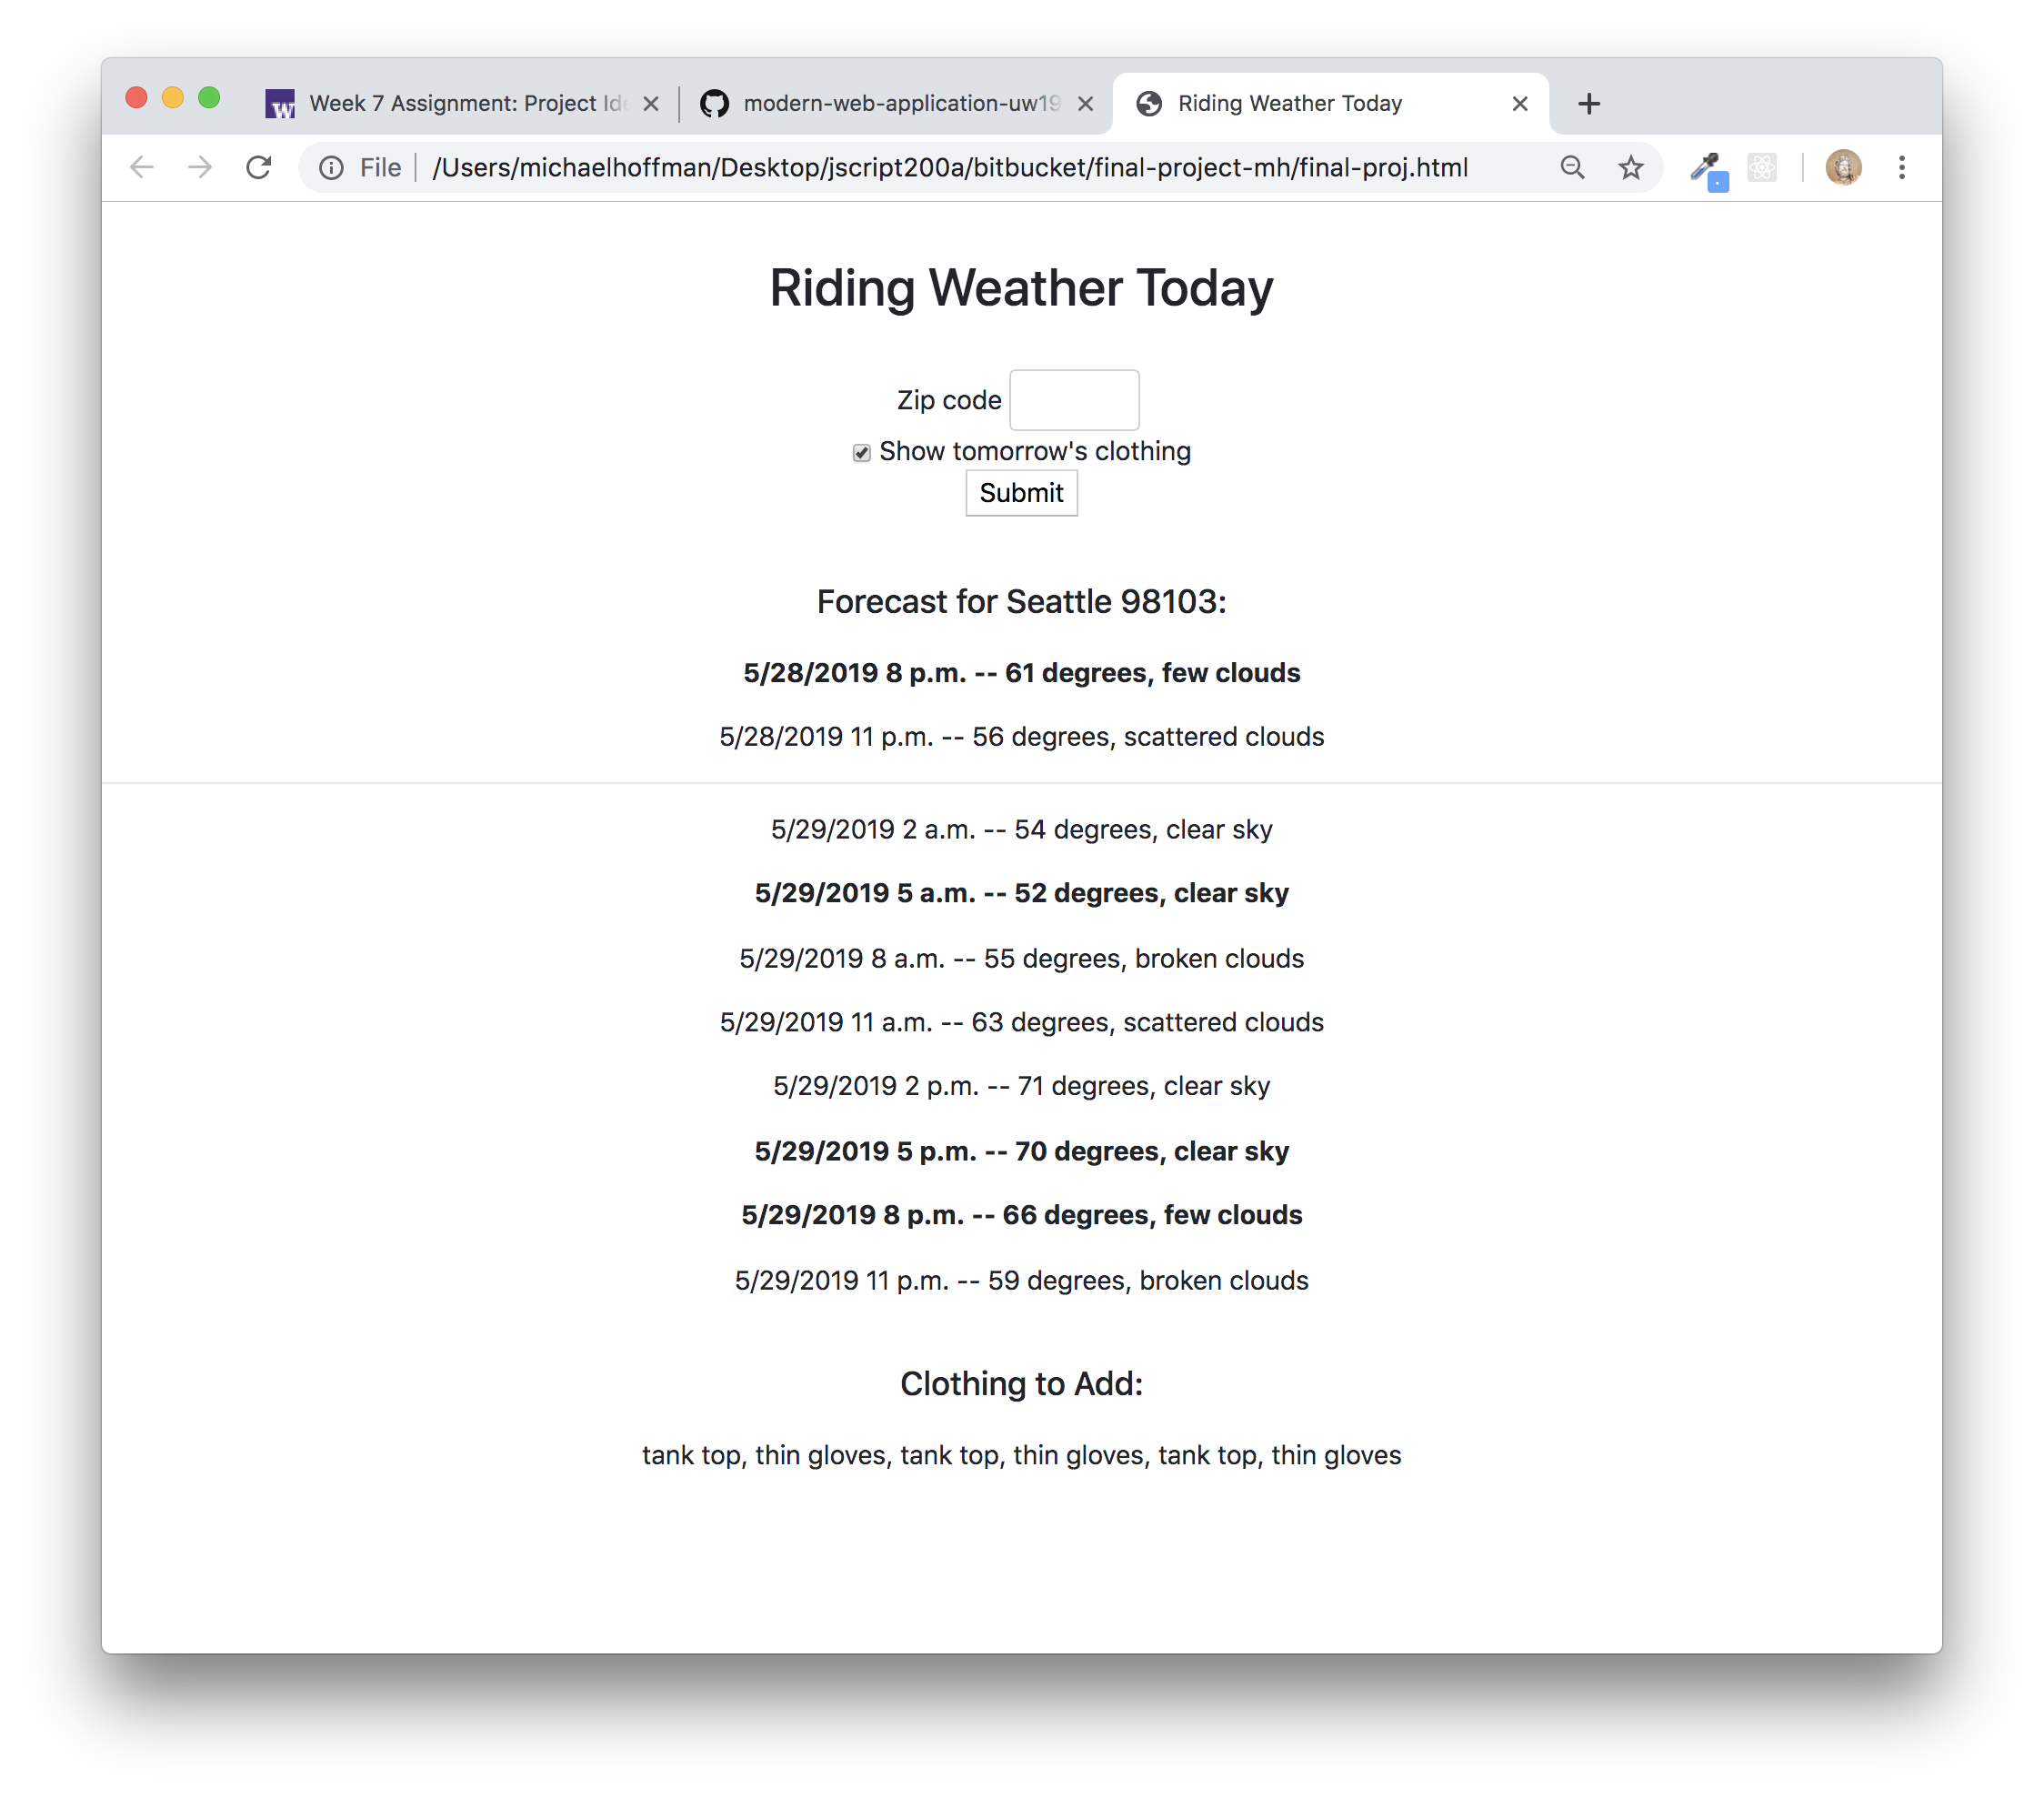 W Week 7 Assignment: Project Ide modern-web-application-uw19 Riding Weather Today
File /Users/michaelhoffman/Desktop/jscript200a/bitbucket/final-project-mh/final-proj.html
Riding Weather Today
Zip code
Show tomorrow's clothing
Submit
Forecast for Seattle 98103:
5/28/2019 8 p.m. -- 61 degrees, few clouds
5/28/2019 11 p.m. -- 56 degrees, scattered clouds
5/29/2019 2 a.m. -- 54 degrees, clear sky
5/29/2019 5 a.m. -- 52 degrees, clear sky
5/29/2019 8 a.m. -- 55 degrees, broken clouds
5/29/2019 11 a.m. -- 63 degrees, scattered clouds
5/29/2019 2 p.m. -- 71 degrees, clear sky
5/29/2019 5 p.m. -- 70 degrees, clear sky
5/29/2019 8 p.m. -- 66 degrees, few clouds
5/29/2019 11 p.m. -- 59 degrees, broken clouds
Clothing to Add:
tank top, thin gloves, tank top, thin gloves, tank top, thin gloves